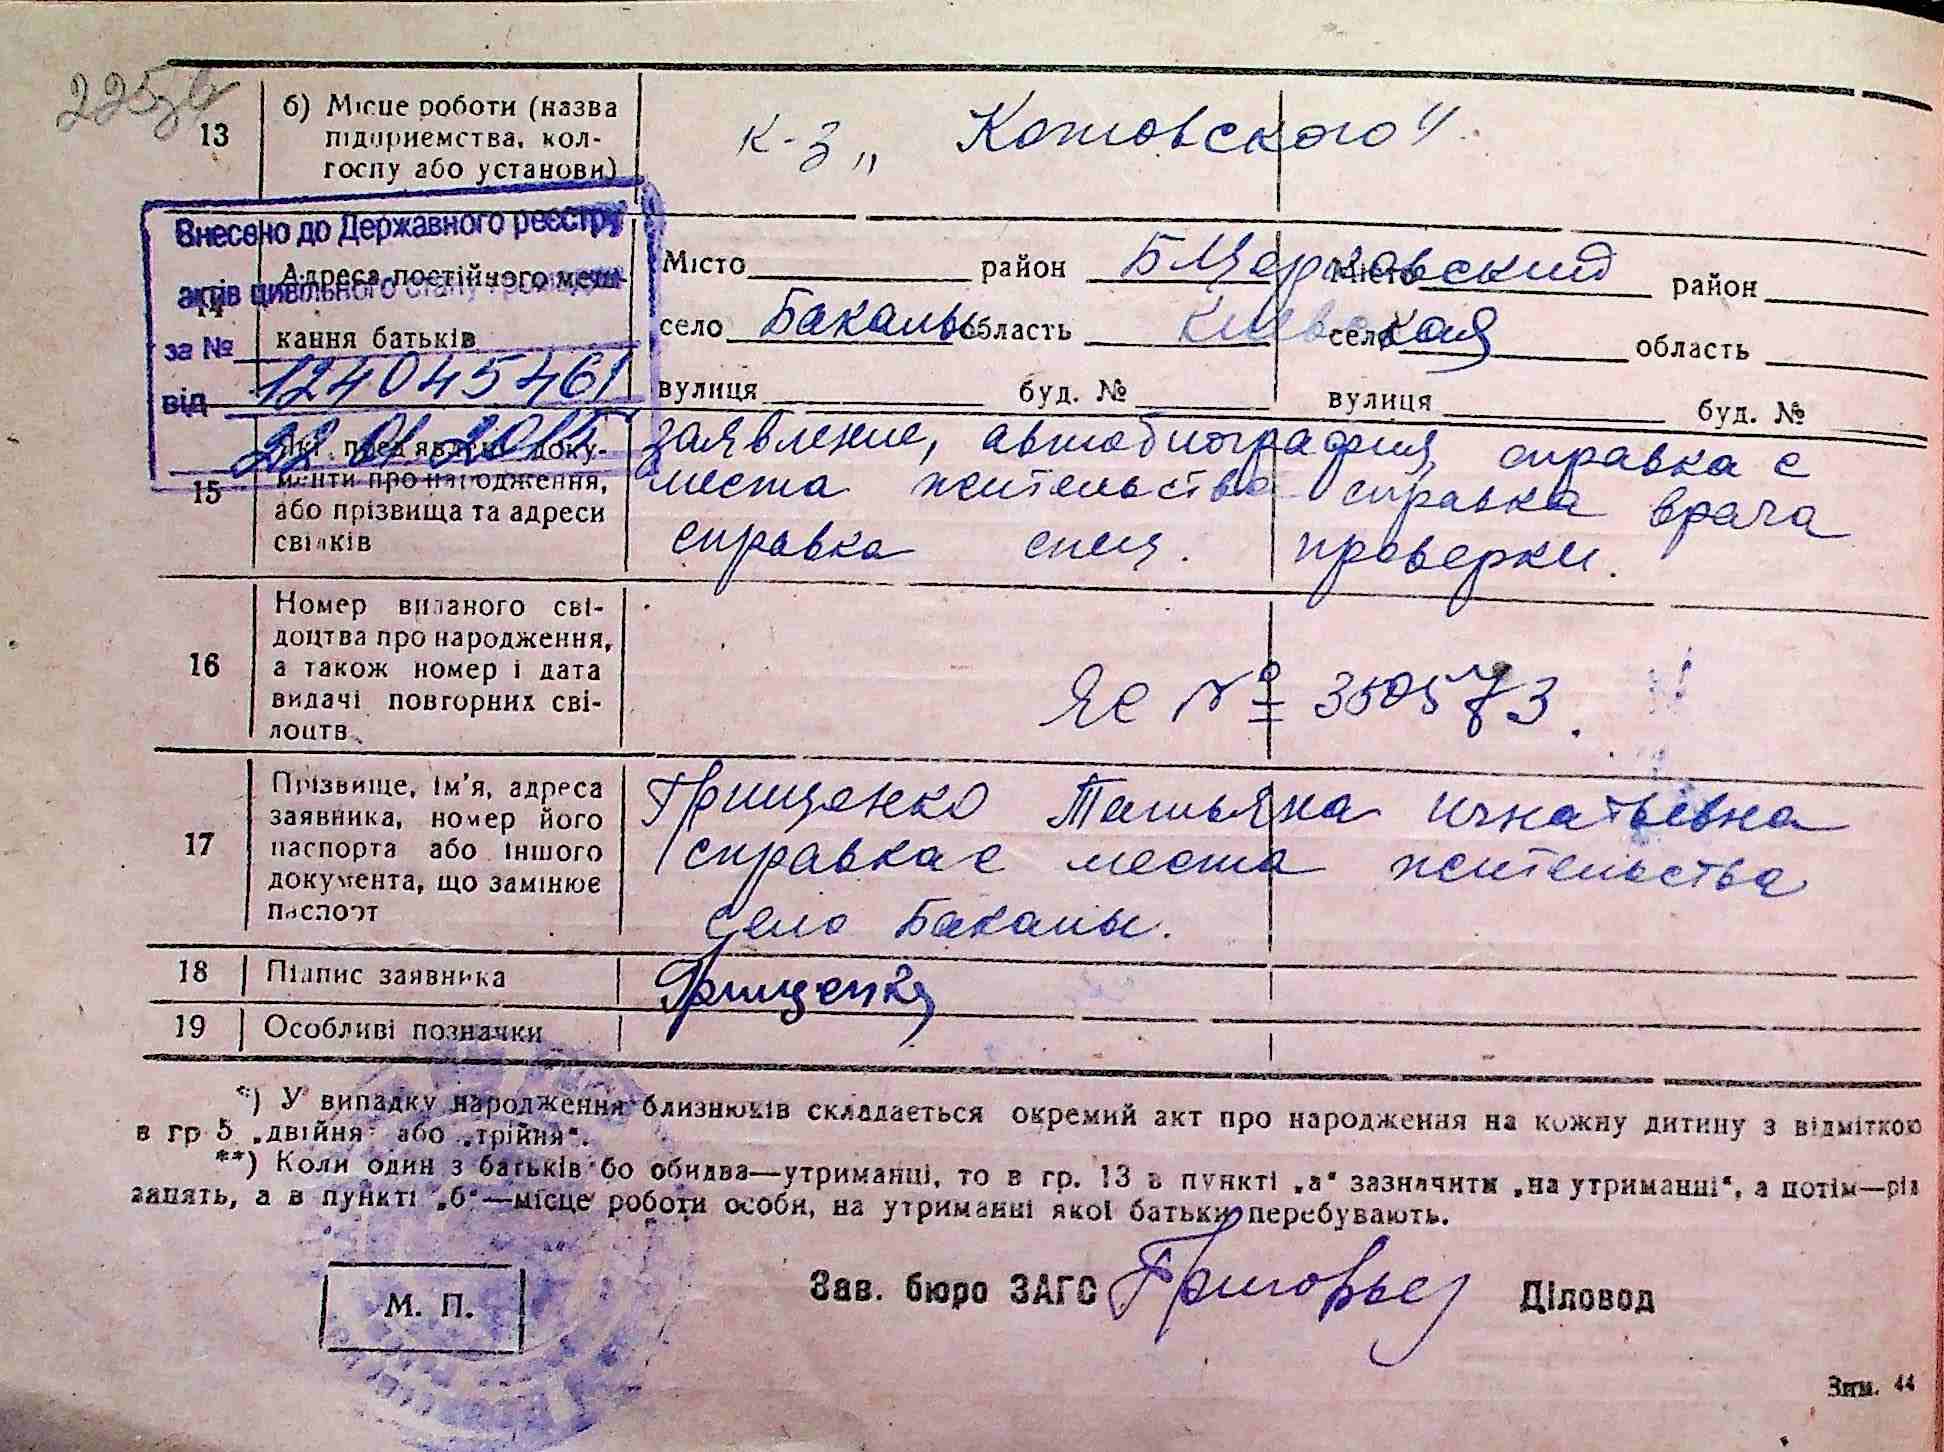 225зв
13 б) Місце роботи (назва
підприємства, кол-
госпу або установи)
к-з „ Котовского"
Внесено до Державного реєстру
актів цивільного стану громадян
за № 124045461
від 22 01 2015
14 Адреса постійного меш-
кання батьків
Місто район БЦерковский Місто район
село Бакалы область Киевская село область
вулиця буд. № вулиця буд. №
15 Які пред'явлені доку-
менти про народження,
або прізвища та адреси
свідків
заявление, автобиография, справка с
места жительства справка врача
справка спец. проверки.
16 Номер виданого сві-
доцтва про народження,
а також номер і дата
видачі повторних сві-
доцтв
ЯЕ № 350573.
17 Прізвище, ім'я, адреса
заявника, номер його
паспорта або іншого
документа, що замінює
паспорт
Грищенко Татьяна Игнатьевна
справка с места жительства
село Бакалы.
18 Підпис заявника Грищенко
19 Особливі позначки
*) У випадку народження близнюків складається окремий акт про народження на кожну дитину з відміткою
в гр 5 „двійня" або „трійня".
**) Коли один з батьків бо обидва—утриманці, то в гр. 13 в пункті „а" зазначити „на утриманні", а потім—рід
занять, а в пункті „б"—місце роботи особи, на утриманні якої батьки перебувають.
М. П.
Зав. бюро ЗАГС Діловод
Зим. 44